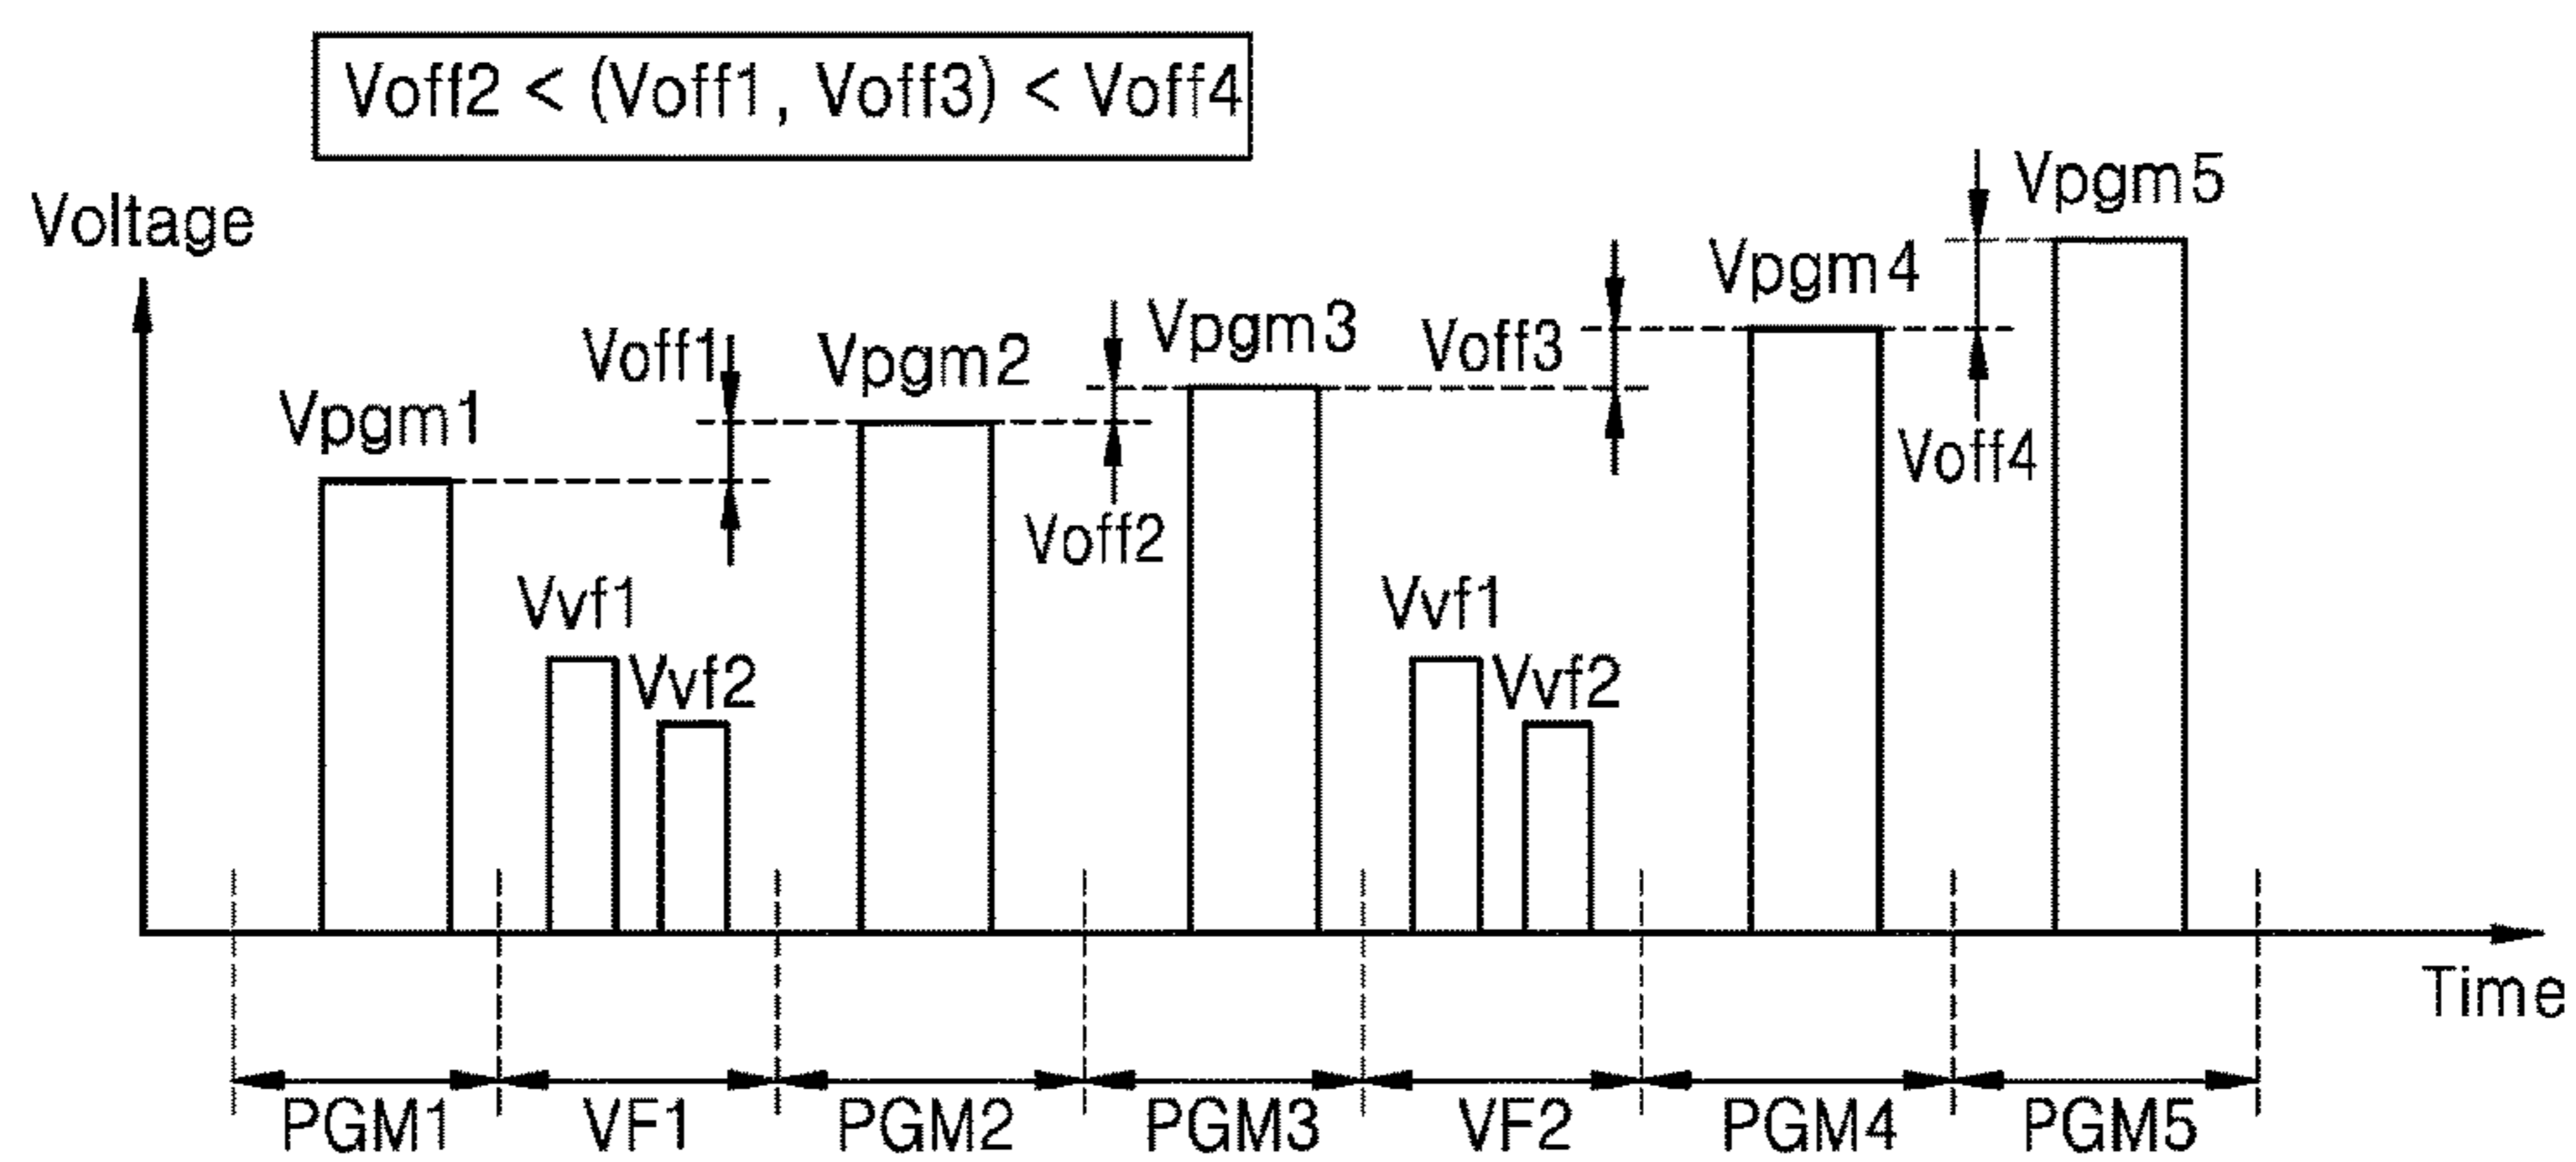 Voff2 < (Voff1, Voff3) < Voff4
Voltage
Vpgm1
Voff1
Vpgm2
Voff2
Vpgm3
Voff3
Vpgm4
Voff4
Vpgm5
Vvf1
Vvf2
Vvf1
Vvf2
Time
PGM1
VF1
PGM2
PGM3
VF2
PGM4
PGM5